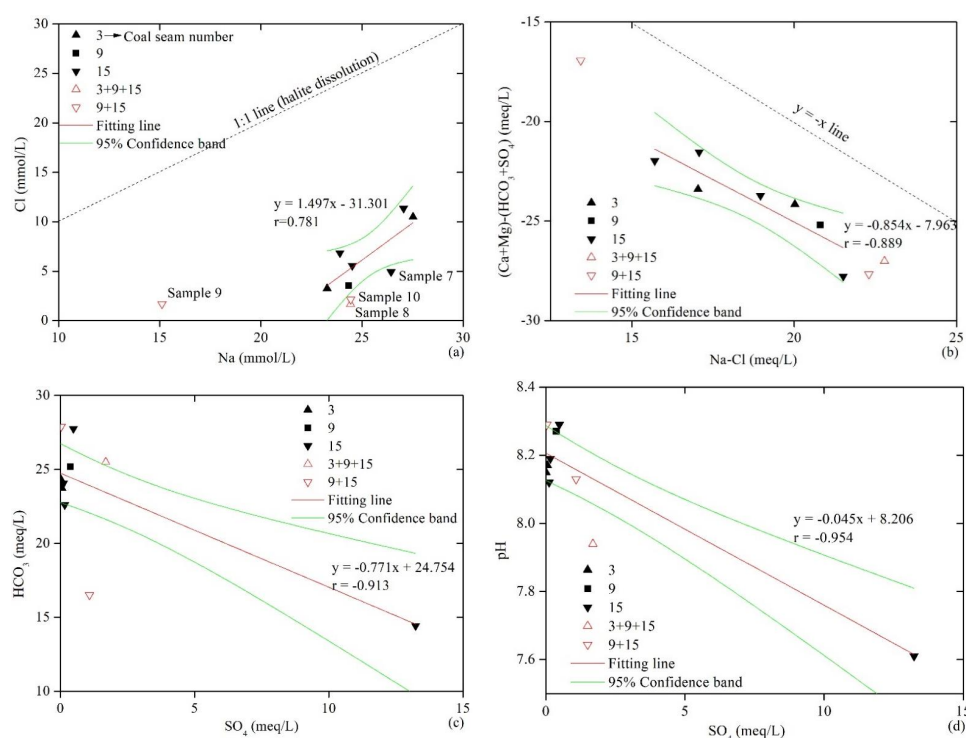 30
25
20
15
10
5
0
Cl (mmol/L)
3 → Coal seam number
9
15
3+9+15
9+15
Fitting line
95% Confidence band
1:1 line (halite dissolution)
y = 1.497x - 31.301
r=0.781
Sample 7
Sample 9
Sample 10
Sample 8
10
15
20
25
30
Na (mmol/L)
(a)
-15
-20
-25
-30
(Ca+Mg)-(HCO3+SO4) (meq/L)
y = -x line
3
9
15
3+9+15
9+15
Fitting line
95% Confidence band
y = -0.854x - 7.963
r = -0.889
15
20
25
Na-Cl (meq/L)
(b)
30
25
20
15
10
HCO3 (meq/L)
3
9
15
3+9+15
9+15
Fitting line
95% Confidence band
y = -0.771x + 24.754
r = -0.913
0
5
10
15
SO4 (meq/L)
(c)
8.4
8.2
8.0
7.8
7.6
pH
y = -0.045x + 8.206
r = -0.954
3
9
15
3+9+15
9+15
Fitting line
95% Confidence band
0
5
10
15
SO4 (meq/L)
(d)